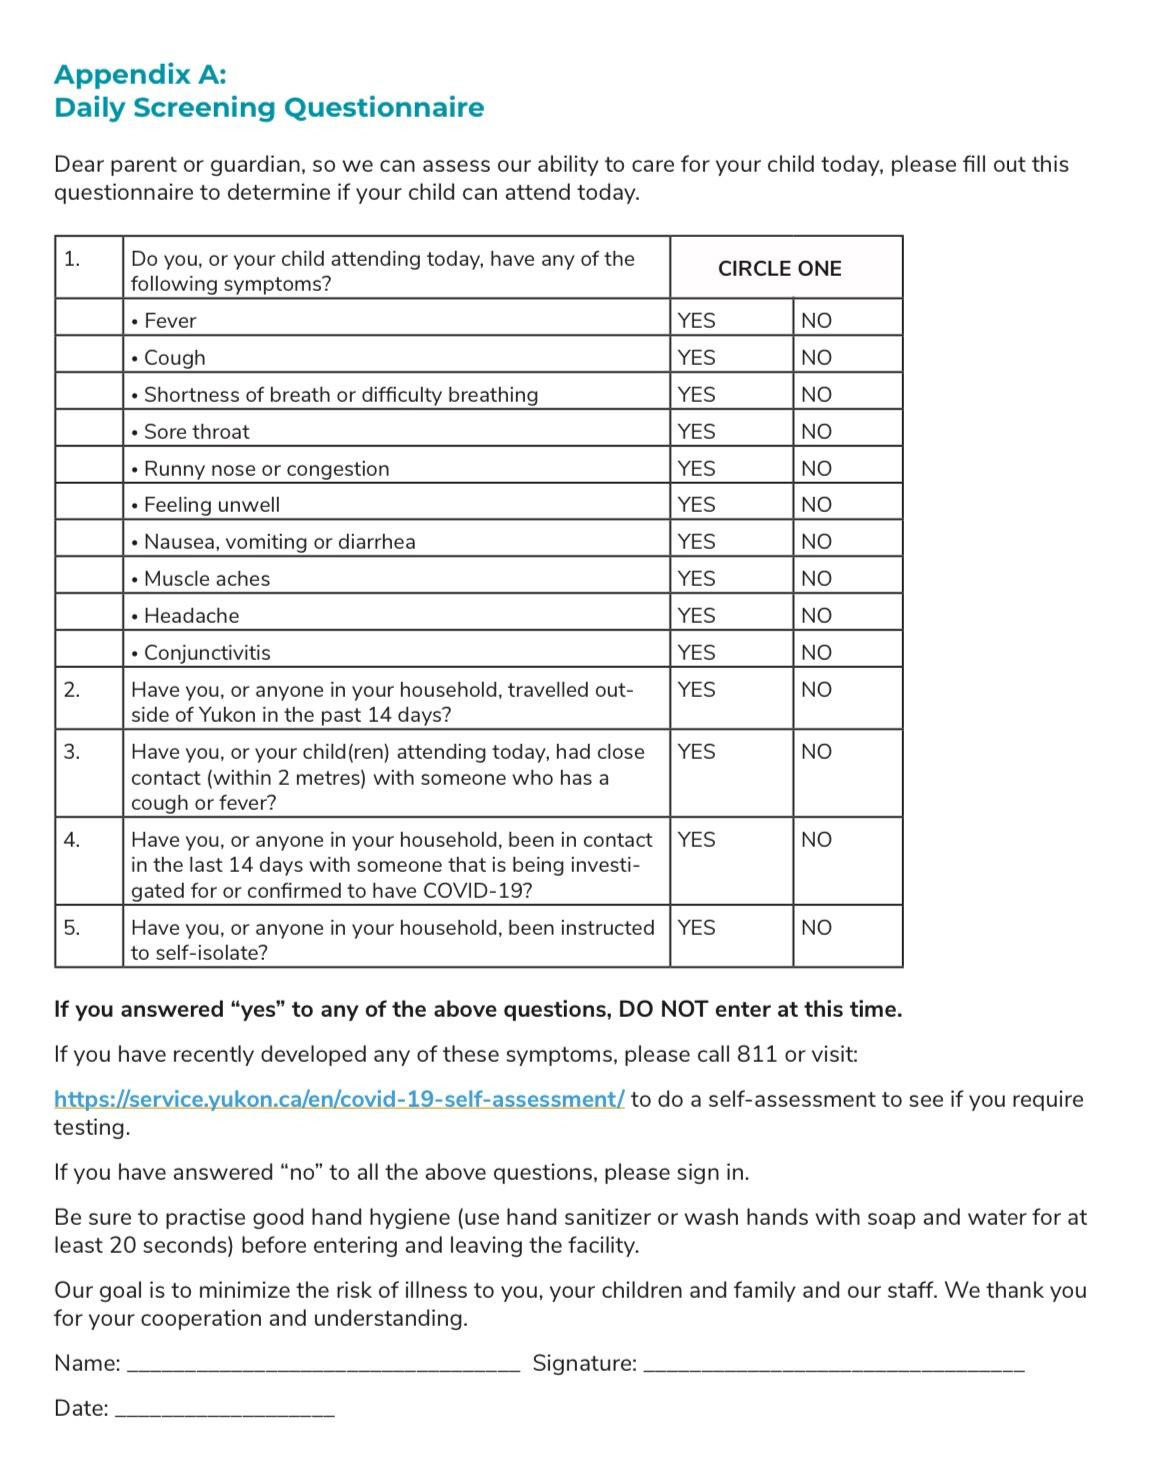 Appendix A:
Daily Screening Questionnaire
Dear parent or guardian, so we can assess our ability to care for your child today, please fill out this
questionnaire to determine if your child can attend today.
1. Do you, or your child attending today, have any of the
following symptoms?
CIRCLE ONE
• Fever YES NO
• Cough YES NO
• Shortness of breath or difficulty breathing YES NO
• Sore throat YES NO
• Runny nose or congestion YES NO
• Feeling unwell YES NO
• Nausea, vomiting or diarrhea YES NO
• Muscle aches YES NO
• Headache YES NO
• Conjunctivitis YES NO
2. Have you, or anyone in your household, travelled out- YES NO
side of Yukon in the past 14 days?
3. Have you, or your child(ren) attending today, had close YES NO
contact (within 2 metres) with someone who has a
cough or fever?
4. Have you, or anyone in your household, been in contact YES NO
in the last 14 days with someone that is being investi-
gated for or confirmed to have COVID-19?
5. Have you, or anyone in your household, been instructed YES NO
to self-isolate?
If you answered “yes” to any of the above questions, DO NOT enter at this time.
If you have recently developed any of these symptoms, please call 811 or visit:
https://service.yukon.ca/en/covid-19-self-assessment/ to do a self-assessment to see if you require
testing.
If you have answered “no” to all the above questions, please sign in.
Be sure to practise good hand hygiene (use hand sanitizer or wash hands with soap and water for at
least 20 seconds) before entering and leaving the facility.
Our goal is to minimize the risk of illness to you, your children and family and our staff. We thank you
for your cooperation and understanding.
Name: __________________________________ Signature: _________________________________
Date: ___________________